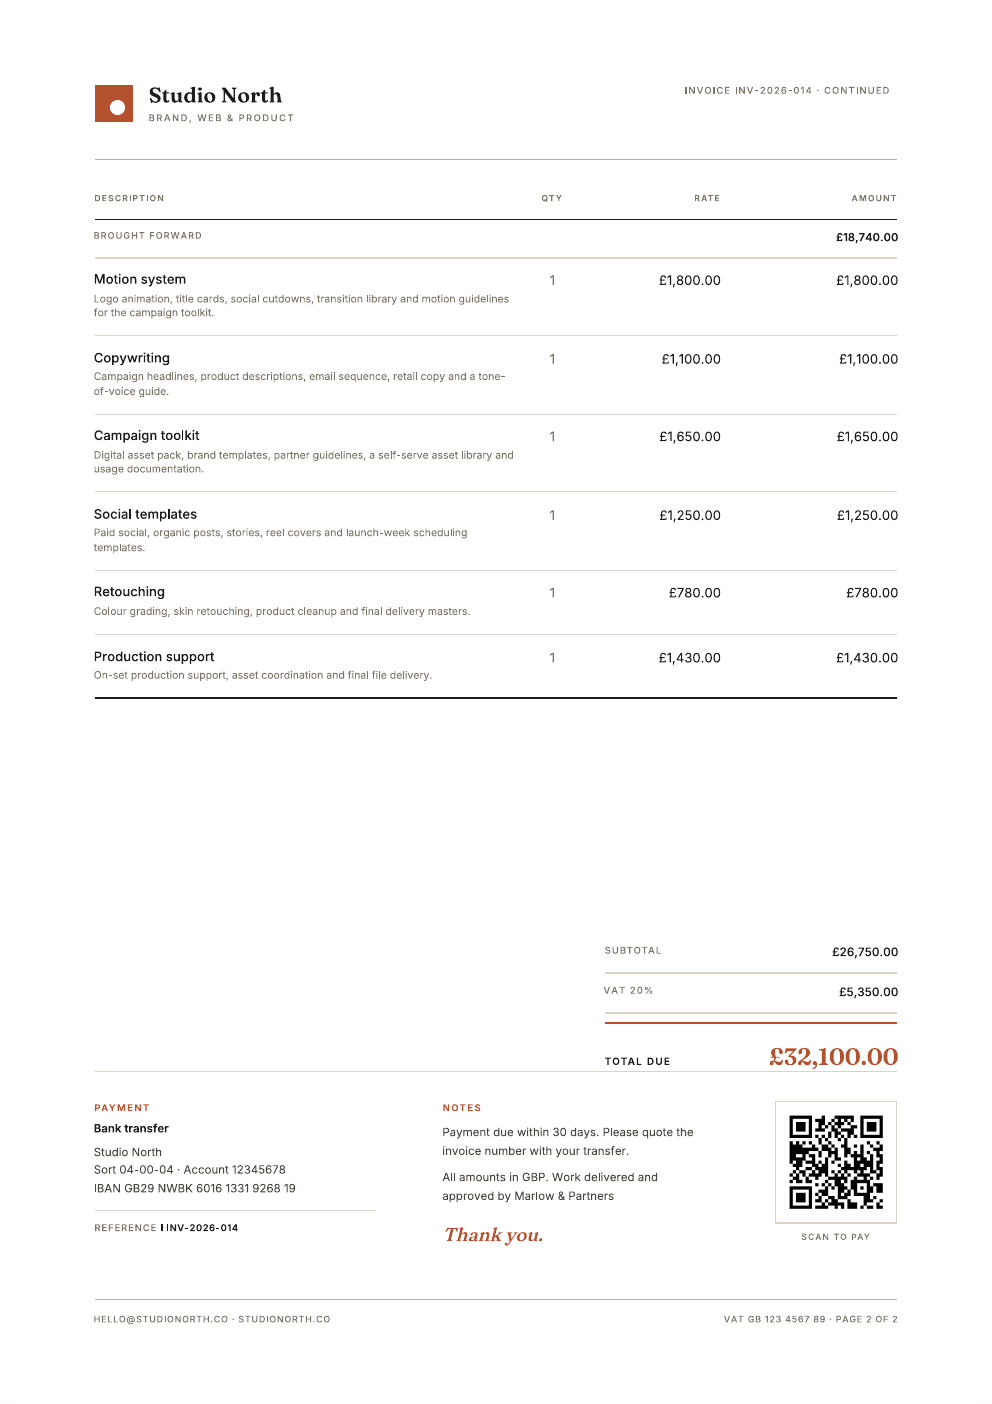 Studio North
BRAND, WEB & PRODUCT
INVOICE INV-2026-014 · CONTINUED
DESCRIPTION QTY RATE AMOUNT
BROUGHT FORWARD £18,740.00
Motion system 1 £1,800.00 £1,800.00
Logo animation, title cards, social cutdowns, transition library and motion guidelines
for the campaign toolkit.
Copywriting 1 £1,100.00 £1,100.00
Campaign headlines, product descriptions, email sequence, retail copy and a tone-
of-voice guide.
Campaign toolkit 1 £1,650.00 £1,650.00
Digital asset pack, brand templates, partner guidelines, a self-serve asset library and
usage documentation.
Social templates 1 £1,250.00 £1,250.00
Paid social, organic posts, stories, reel covers and launch-week scheduling
templates.
Retouching 1 £780.00 £780.00
Colour grading, skin retouching, product cleanup and final delivery masters.
Production support 1 £1,430.00 £1,430.00
On-set production support, asset coordination and final file delivery.
SUBTOTAL £26,750.00
VAT 20% £5,350.00
TOTAL DUE £32,100.00
PAYMENT
Bank transfer
Studio North
Sort 04-00-04 · Account 12345678
IBAN GB29 NWBK 6016 1331 9268 19
REFERENCE INV-2026-014
NOTES
Payment due within 30 days. Please quote the
invoice number with your transfer.
All amounts in GBP. Work delivered and
approved by Marlow & Partners
Thank you.
SCAN TO PAY
HELLO@STUDIONORTH.CO · STUDIONORTH.CO
VAT GB 123 4567 89 · PAGE 2 OF 2